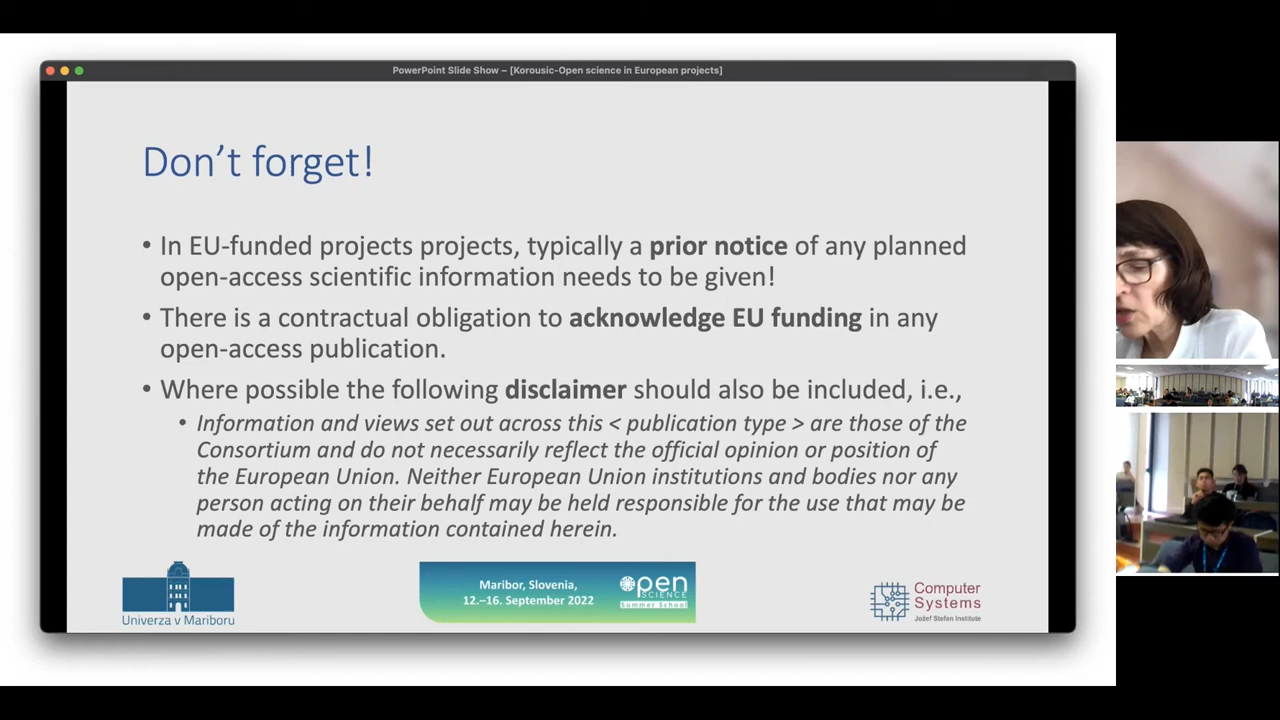 PowerPoint Slide Show – [Korousic-Open science in European projects]
Don’t forget!
• In EU-funded projects projects, typically a prior notice of any planned
open-access scientific information needs to be given!
• There is a contractual obligation to acknowledge EU funding in any
open-access publication.
• Where possible the following disclaimer should also be included, i.e.,
• Information and views set out across this < publication type > are those of the
Consortium and do not necessarily reflect the official opinion or position of
the European Union. Neither European Union institutions and bodies nor any
person acting on their behalf may be held responsible for the use that may be
made of the information contained herein.
Univerza v Mariboru
Maribor, Slovenia,
12.–16. September 2022
Open
SCIENCE
Summer School
Computer
Systems
Jožef Stefan Institute